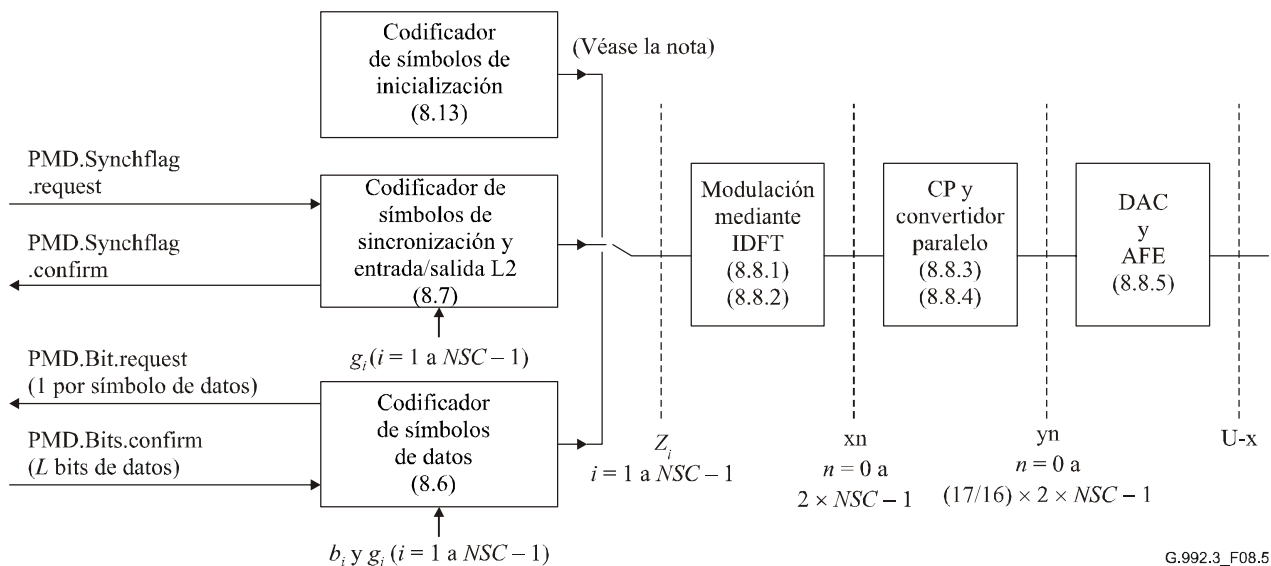 Codificador
de símbolos de
inicialización
(8.13)
(Véase la nota)
PMD.Synchflag
.request
PMD.Synchflag
.confirm
Codificador de
símbolos de
sincronización y
entrada/salida L2
(8.7)
g_i (i = 1 a NSC – 1)
PMD.Bit.request
(1 por símbolo de datos)
PMD.Bits.confirm
(L bits de datos)
Codificador
de símbolos
de datos
(8.6)
b_i y g_i (i = 1 a NSC – 1)
Modulación
mediante
IDFT
(8.8.1)
(8.8.2)
CP y
convertidor
paralelo
(8.8.3)
(8.8.4)
DAC
y
AFE
(8.8.5)
Z_i
i = 1 a NSC – 1
xn
n = 0 a
2 × NSC – 1
yn
n = 0 a
(17/16) × 2 × NSC – 1
U-x
G.992.3_F08.5